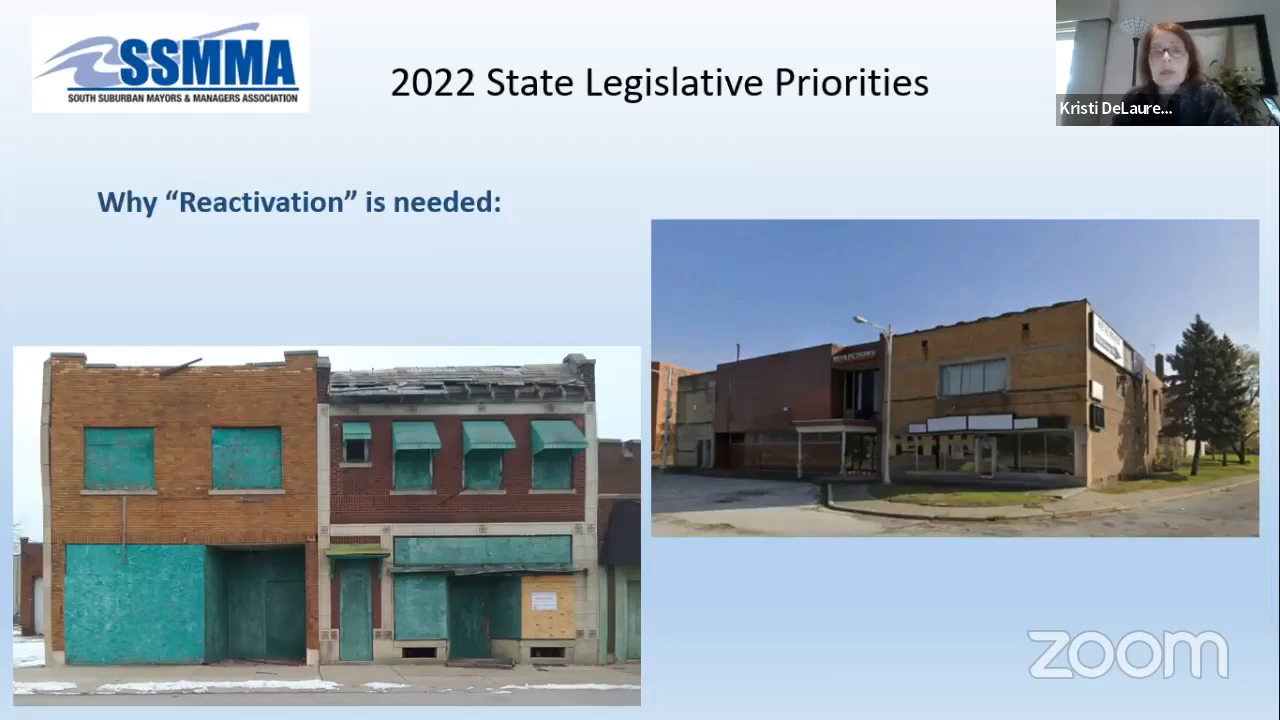 SSMMA
SOUTH SUBURBAN MAYORS & MANAGERS ASSOCIATION
2022 State Legislative Priorities
Kristi DeLaure...
Why “Reactivation” is needed:
zoom